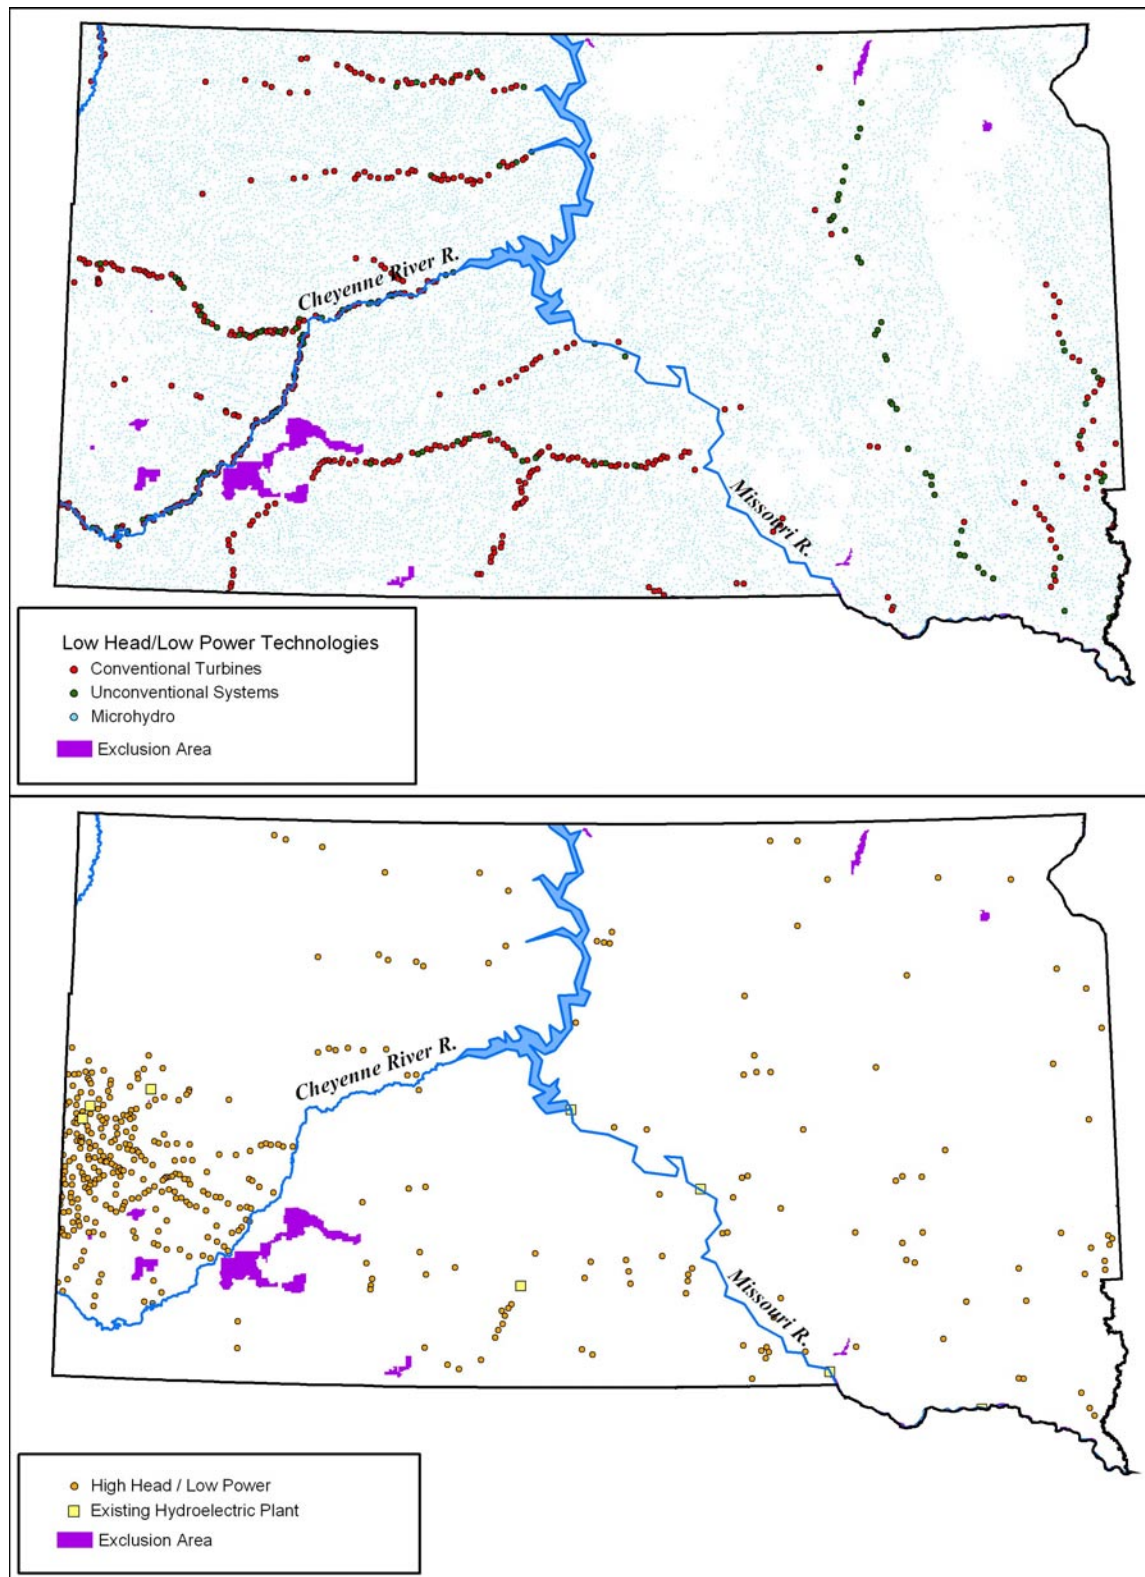 Cheyenne River R.
Missouri R.
Low Head/Low Power Technologies
Conventional Turbines
Unconventional Systems
Microhydro
Exclusion Area
Cheyenne River R.
Missouri R.
High Head / Low Power
Existing Hydroelectric Plant
Exclusion Area